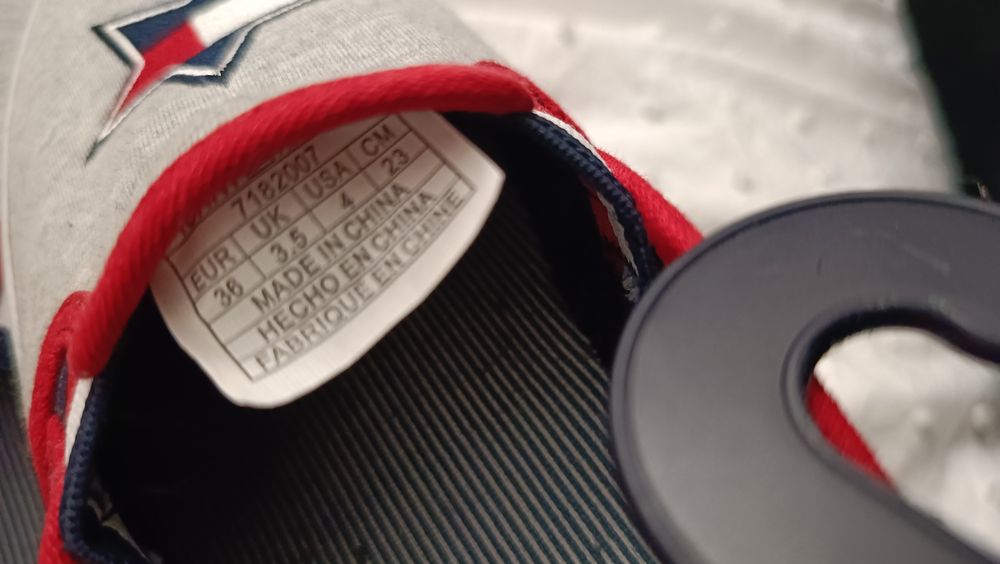 7182007
EUR UK USA CM
36 3.5 4 23
MADE IN CHINA
HECHO EN CHINA
FABRIQUE EN CHINE